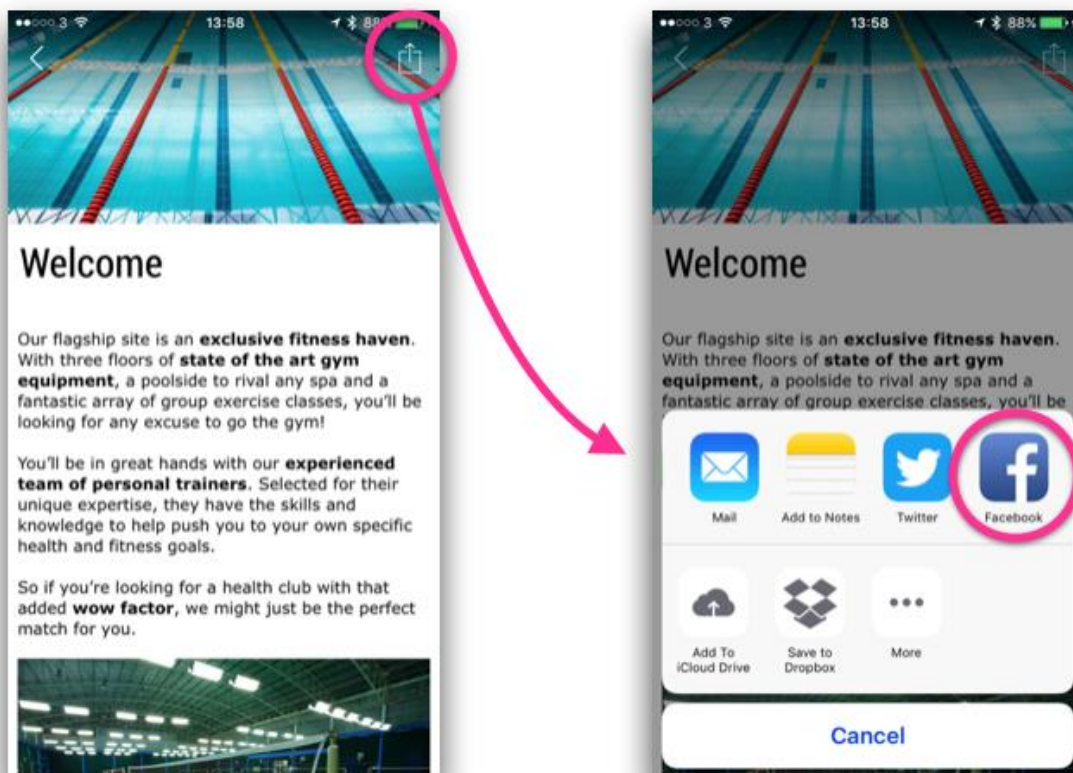 3 13:58 88%
Welcome
Our flagship site is an exclusive fitness haven.
With three floors of state of the art gym
equipment, a poolside to rival any spa and a
fantastic array of group exercise classes, you'll be
looking for any excuse to go the gym!
You'll be in great hands with our experienced
team of personal trainers. Selected for their
unique expertise, they have the skills and
knowledge to help push you to your own specific
health and fitness goals.
So if you're looking for a health club with that
added wow factor, we might just be the perfect
match for you.
3 13:58 88%
Welcome
Our flagship site is an exclusive fitness haven.
With three floors of state of the art gym
equipment, a poolside to rival any spa and a
fantastic array of group exercise classes, you'll be
Mail Add to Notes Twitter Facebook
Add To Save to More
iCloud Drive Dropbox
Cancel